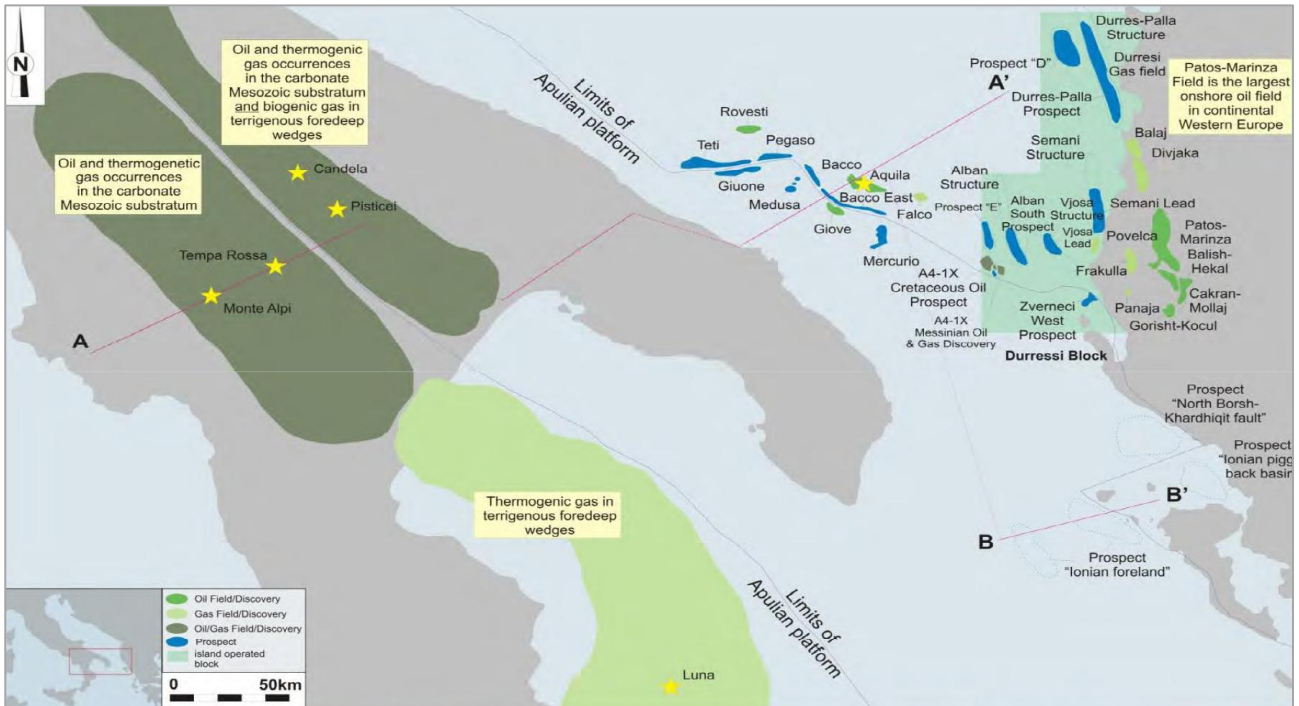 N
Oil and thermogenic
gas occurrences
in the carbonate
Mesozoic substratum
and biogenic gas in
terrigenous foredeep
wedges
Oil and thermogenetic
gas occurrences
in the carbonate
Mesozoic substratum
Candela
Pisticei
Tempa Rossa
Monte Alpi
A
Limits of
Apulian platform
Rovesti
Teti
Pegaso
Giuone
Medusa
Bacco
Aquila
Bacco East
Giove
Falco
Mercurio
A'
Prospect "D"
Durres-Palla
Structure
Durresi
Gas field
Durres-Palla
Prospect
Patos-Marinza
Field is the largest
onshore oil field
in continental
Western Europe
Semani
Structure
Balaj
Divjaka
Alban
Structure
Prospect "E"
Alban
South
Prospect
Vjosa
Structure
Vjosa
Lead
Semani Lead
Povelca
Patos-
Marinza
Balish-
Hekal
Frakulla
Cakran-
Mollaj
Panaja
Gorisht-Kocul
A4-1X
Cretaceous Oil
Prospect
A4-1X
Messinian Oil
& Gas Discovery
Zverneci
West
Prospect
Durressi Block
Prospect
"North Borsh-
Khardhiqit fault"
Prospect
"Ionian pigg
back basin
B'
B
Prospect
"Ionian foreland"
Thermogenic gas in
terrigenous foredeep
wedges
Limits of
Apulian platform
Luna
Oil Field/Discovery
Gas Field/Discovery
Oil/Gas Field/Discovery
Prospect
island operated
block
0 50km